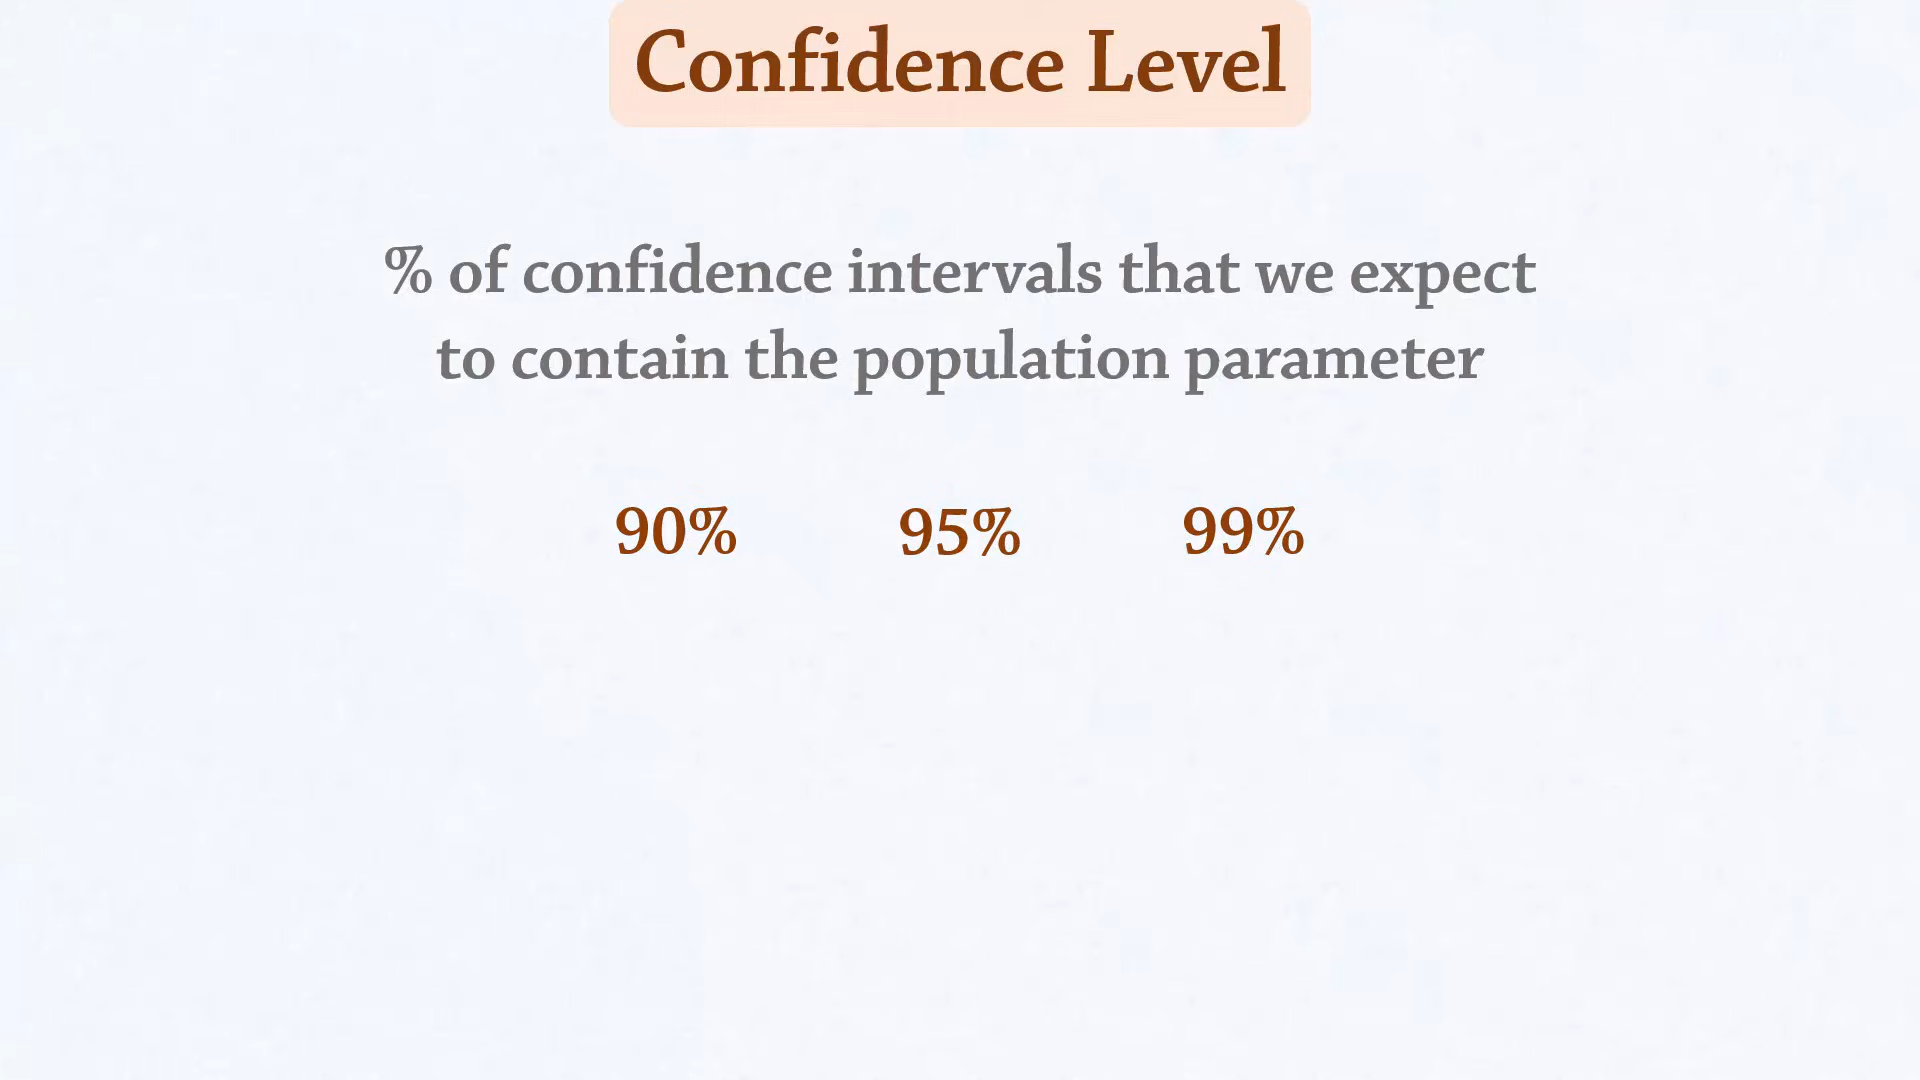 Confidence Level
% of confidence intervals that we expect
to contain the population parameter
90% 95% 99%